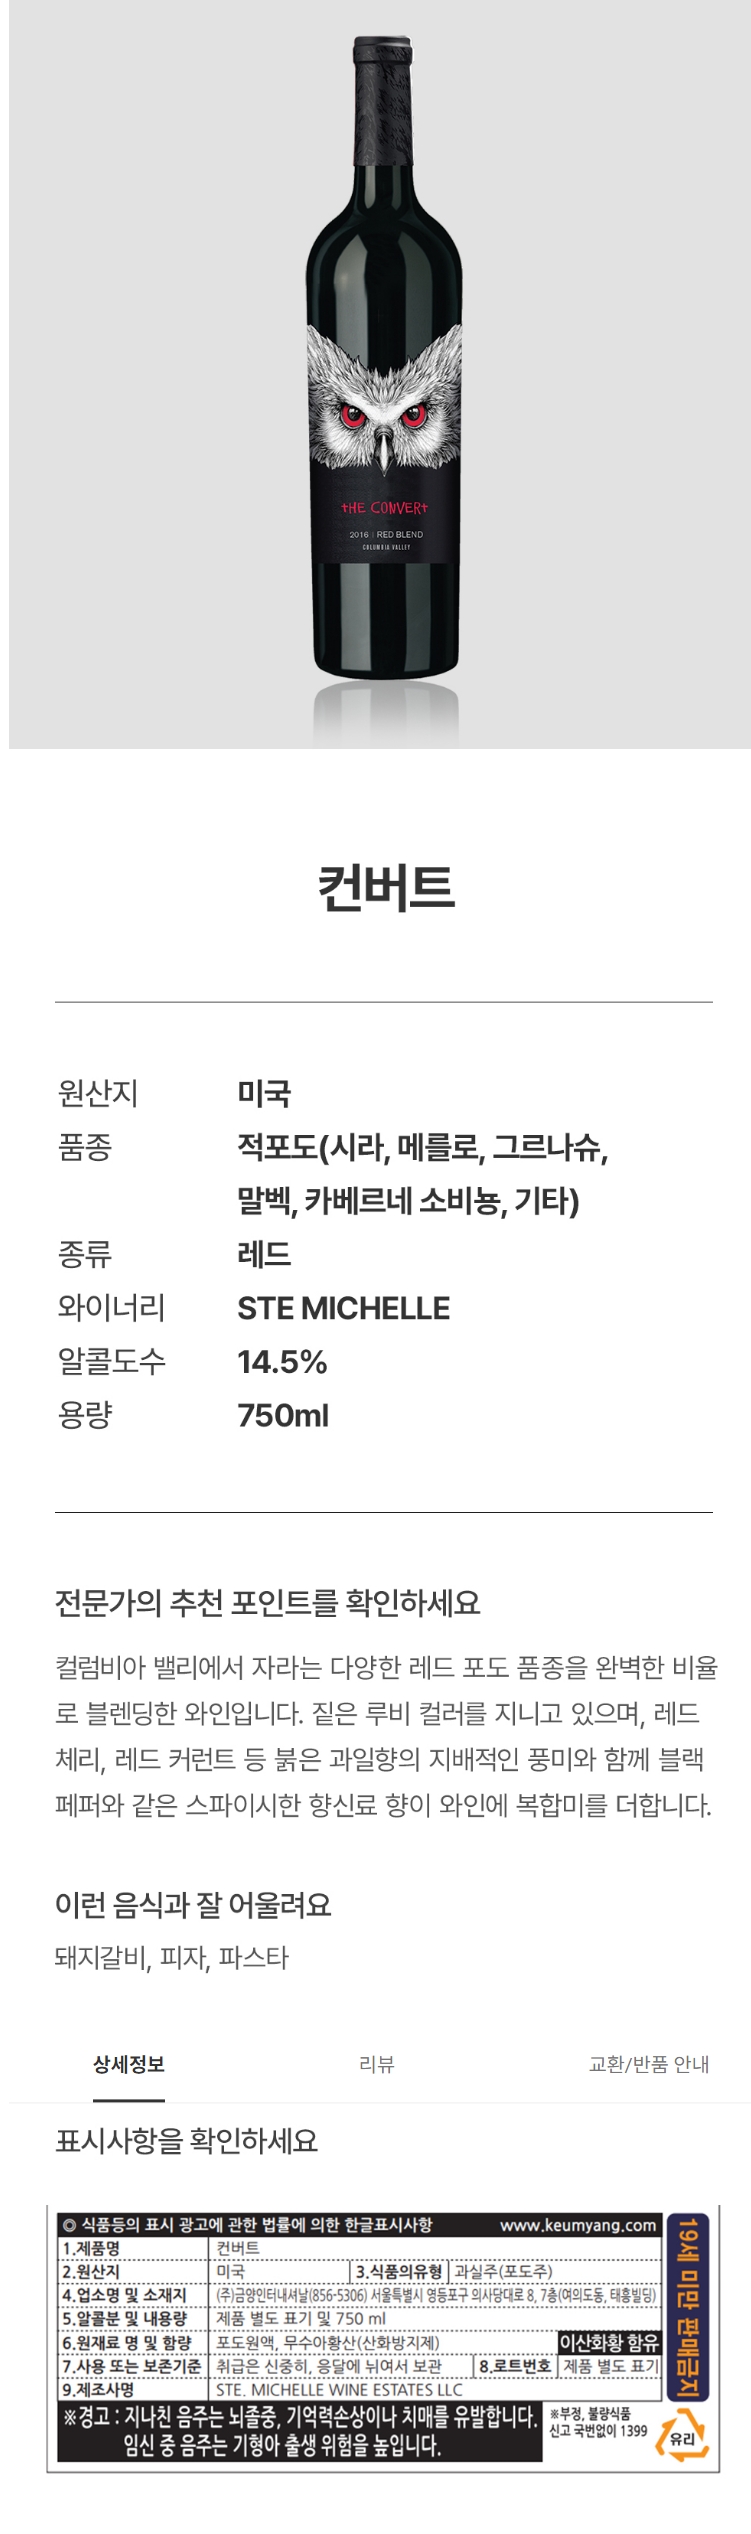 tHE CONVERt
2016 | RED BLEND
COLUMBIA VALLEY
컨버트
원산지 미국
품종 적포도(시라, 메를로, 그르나슈,
말벡, 카베르네 소비뇽, 기타)
종류 레드
와이너리 STE MICHELLE
알콜도수 14.5%
용량 750ml
전문가의 추천 포인트를 확인하세요
컬럼비아 밸리에서 자라는 다양한 레드 포도 품종을 완벽한 비율
로 블렌딩한 와인입니다. 짙은 루비 컬러를 지니고 있으며, 레드
체리, 레드 커런트 등 붉은 과일향의 지배적인 풍미와 함께 블랙
페퍼와 같은 스파이시한 향신료 향이 와인에 복합미를 더합니다.
이런 음식과 잘 어울려요
돼지갈비, 피자, 파스타
상세정보 리뷰 교환/반품 안내
표시사항을 확인하세요
◎ 식품등의 표시 광고에 관한 법률에 의한 한글표시사항 www.keumyang.com
1.제품명 컨버트
2.원산지 미국 3.식품의유형 과실주(포도주)
4.업소명 및 소재지 (주)금양인터내셔날(856-5306) 서울특별시 영등포구 의사당대로 8, 7층(여의도동, 태흥빌딩)
5.알콜분 및 내용량 제품 별도 표기 및 750 ml
6.원재료 명 및 함량 포도원액, 무수아황산(산화방지제) 이산화황 함유
7.사용 또는 보존기준 취급은 신중히, 응달에 뉘어서 보관 8.로트번호 제품 별도 표기
9.제조사명 STE. MICHELLE WINE ESTATES LLC
19세 미만 판매금지
※경고 : 지나친 음주는 뇌졸중, 기억력손상이나 치매를 유발합니다.
임신 중 음주는 기형아 출생 위험을 높입니다.
※부정, 불량식품
신고 국번없이 1399
유리